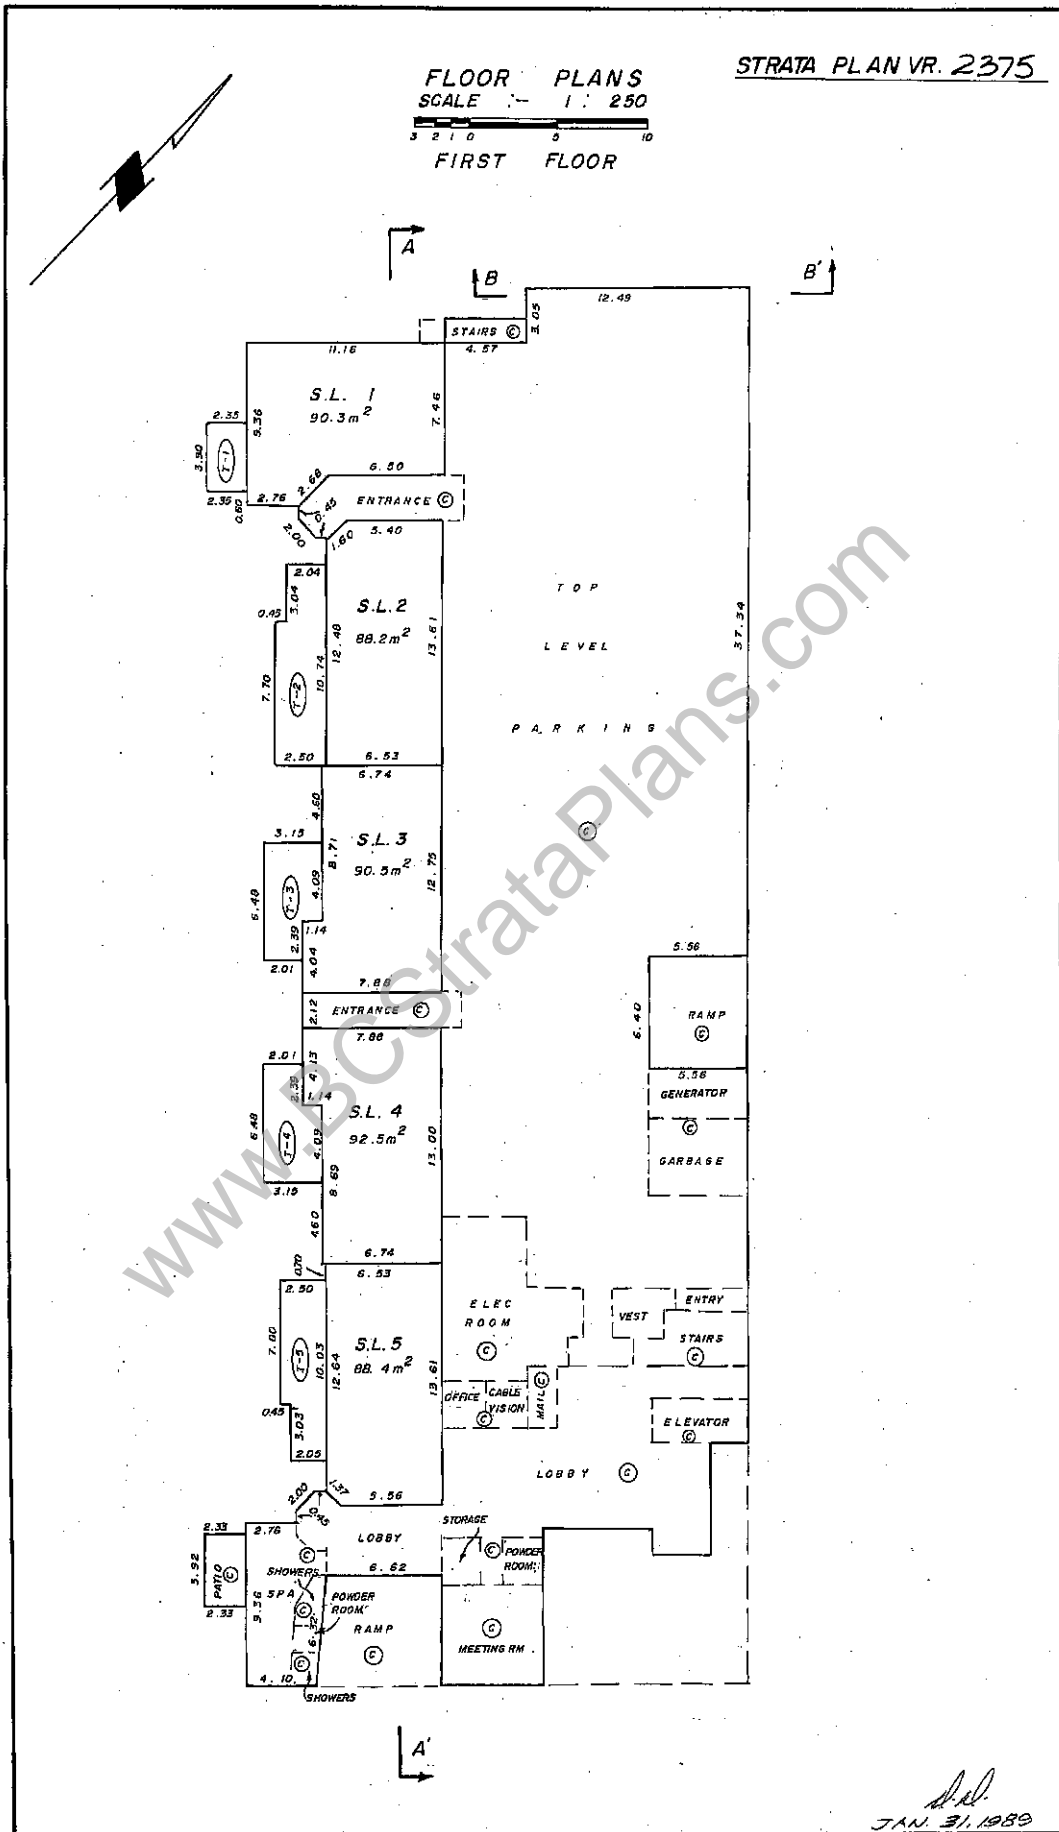 STRATA PLAN VR. 2375
FLOOR PLANS
SCALE :- 1 : 250
3 2 1 0 5 10
FIRST FLOOR
A
B
B'
12.49
3.05
STAIRS C
4.57
11.16
S.L. 1
90.3m²
9.36
7.46
2.35
3.90
T-1
2.35
0.60
2.76
2.68
6.50
ENTRANCE C
0.45
2.00
1.60
5.40
2.04
3.04
0.45
S.L. 2
88.2m²
12.48
13.61
10.74
7.70
T-2
2.50
6.53
TOP
LEVEL
PARKING
C
37.34
6.74
4.60
S.L. 3
90.5m²
8.71
12.75
3.15
6.48
T-3
4.09
1.14
2.39
2.01
4.04
7.88
ENTRANCE C
2.12
7.88
5.56
6.40
RAMP
C
5.56
GENERATOR
C
GARBAGE
2.01
4.13
2.39
1.14
S.L. 4
92.5m²
6.48
T-4
4.09
13.00
8.69
3.15
4.60
6.74
0.70
6.53
2.50
ELEC
ROOM
C
VEST
ENTRY
STAIRS
C
7.80
T-5
10.03
12.64
S.L. 5
88.4m²
13.61
OFFICE
CABLE
VISION
C
MAIL C
0.45
3.03
2.05
ELEVATOR
C
LOBBY C
2.00
1.37
0.45
5.56
STORAGE
2.33
2.76
LOBBY
C
C
POWDER
ROOM
6.62
3.92
PATIO C
2.33
SHOWERS
SPA
C
POWDER
ROOM
9.36
6.32
RAMP
C
C
MEETING RM
C
4.10
SHOWERS
A'
JAN. 31, 1989
www.BCStrataPlans.com